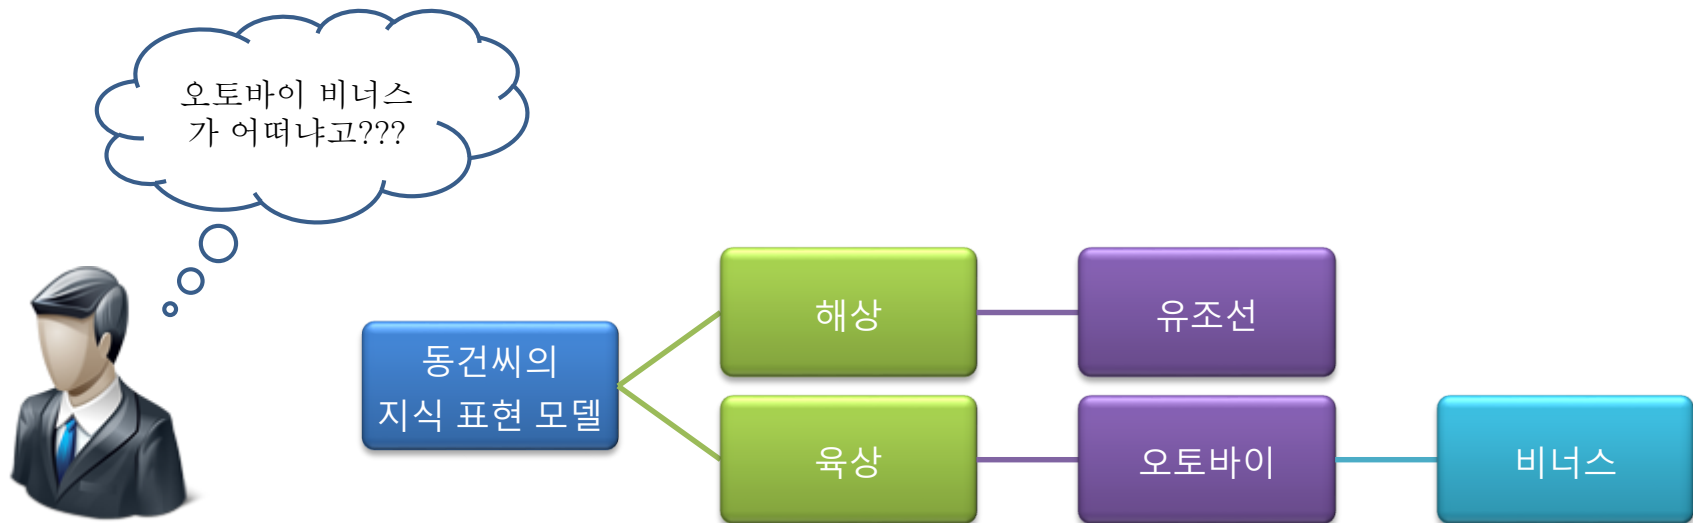 오토바이 비너스
가 어떠냐고???
동건씨의
지식 표현 모델
해상
유조선
육상
오토바이
비너스